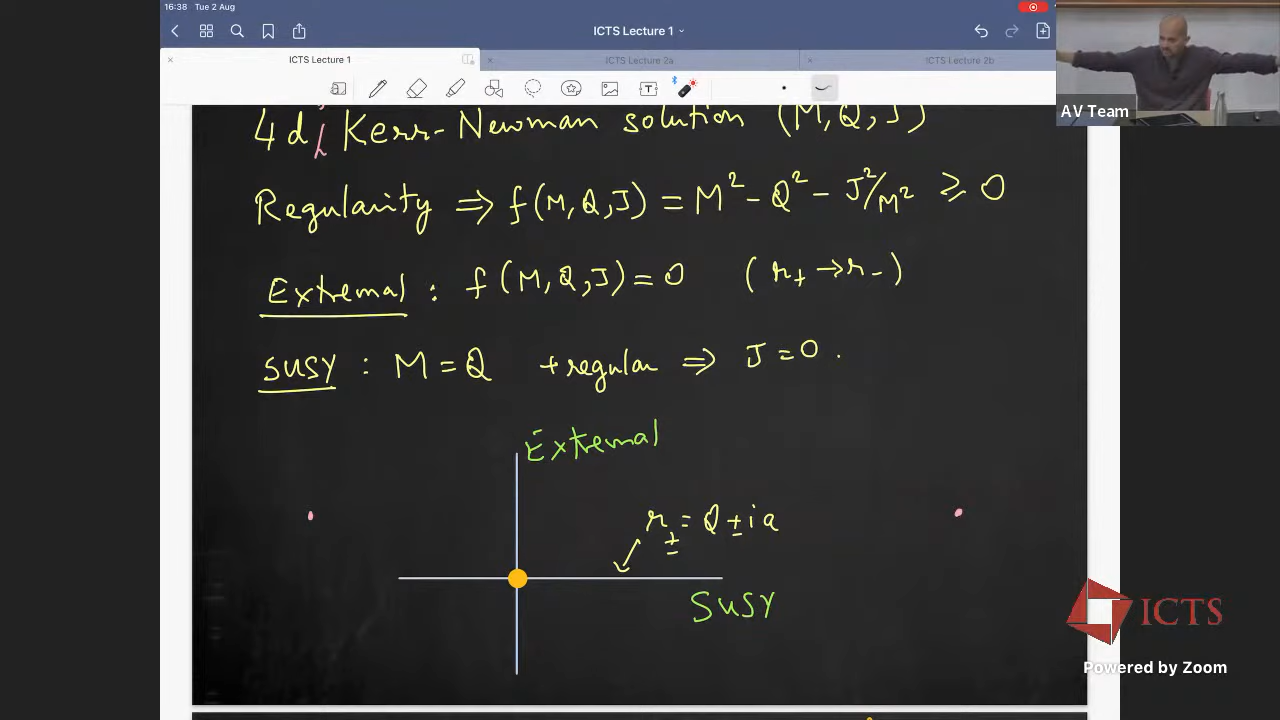 16:38 Tue 2 Aug
ICTS Lecture 1
ICTS Lecture 1
ICTS Lecture 2a
ICTS Lecture 2b
AV Team
4d, Kerr-Newman solution (M, Q, J)
Regularity ⇒ f(M, Q, J) = M² - Q² - J²/M² ≥ 0
Extremal : f(M, Q, J) = 0 (r₊ → r₋)
SUSY : M = Q + regular ⇒ J = 0.
Extremal
r± = Q ± ia
SUSY
ICTS
Powered by Zoom